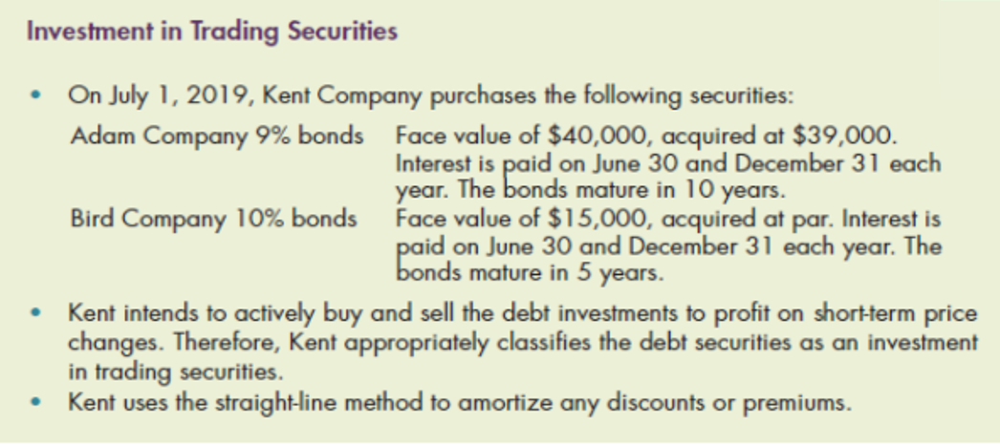 Investment in Trading Securities
• On July 1, 2019, Kent Company purchases the following securities:
Adam Company 9% bonds Face value of $40,000, acquired at $39,000.
Interest is paid on June 30 and December 31 each
year. The bonds mature in 10 years.
Bird Company 10% bonds Face value of $15,000, acquired at par. Interest is
paid on June 30 and December 31 each year. The
bonds mature in 5 years.
• Kent intends to actively buy and sell the debt investments to profit on short-term price
changes. Therefore, Kent appropriately classifies the debt securities as an investment
in trading securities.
• Kent uses the straight-line method to amortize any discounts or premiums.